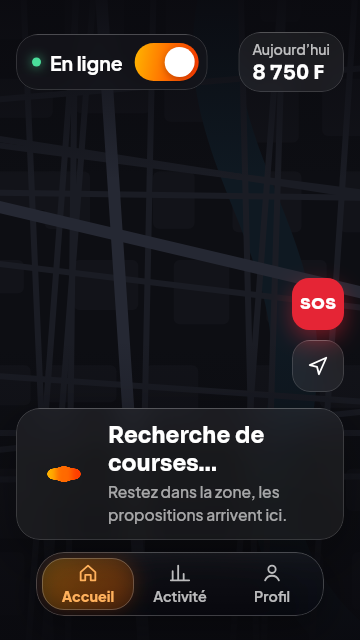 En ligne
Aujourd'hui
8 750 F
SOS
Recherche de
courses...
Restez dans la zone, les
propositions arrivent ici.
Accueil
Activité
Profil